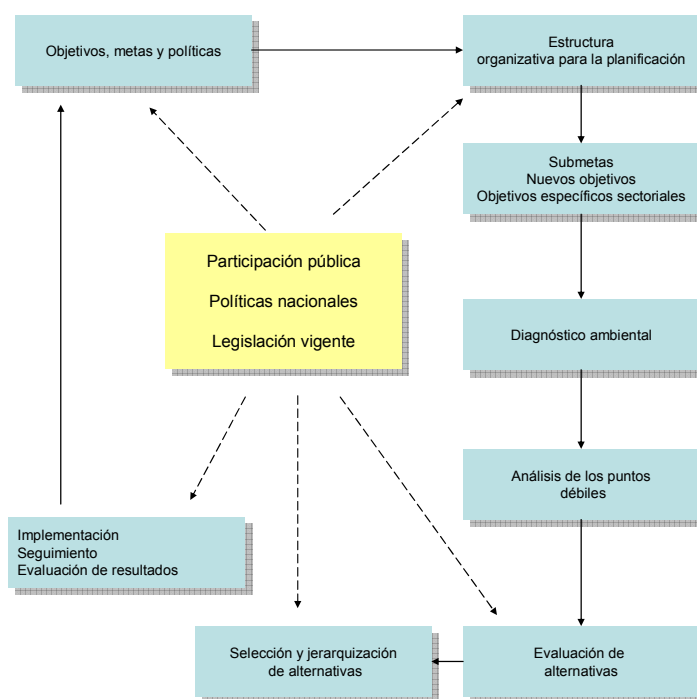 Objetivos, metas y políticas
Estructura
organizativa para la planificación
Submetas
Nuevos objetivos
Objetivos específicos sectoriales
Participación pública
Políticas nacionales
Legislación vigente
Diagnóstico ambiental
Análisis de los puntos
débiles
Implementación
Seguimiento
Evaluación de resultados
Selección y jerarquización
de alternativas
Evaluación de
alternativas